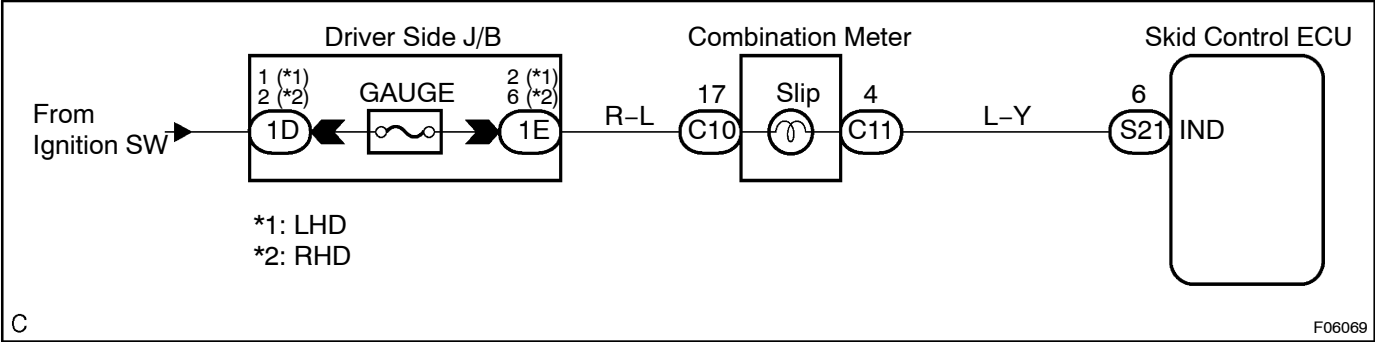 Driver Side J/B
Combination Meter
Skid Control ECU
1 (*1)
2 (*2)
GAUGE
2 (*1)
6 (*2)
17
Slip
4
6
From
Ignition SW
1D
1E
R–L
C10
C11
L–Y
S21
IND
*1: LHD
*2: RHD
C
F06069